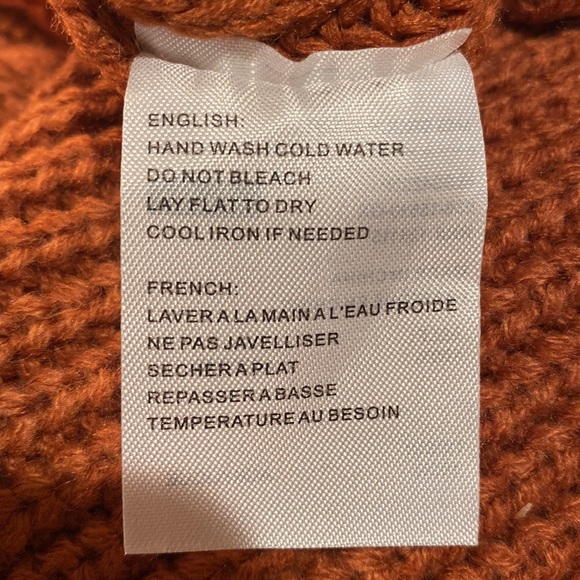 ENGLISH:
HAND WASH COLD WATER
DO NOT BLEACH
LAY FLAT TO DRY
COOL IRON IF NEEDED
FRENCH:
LAVER A LA MAIN A L'EAU FROIDE
NE PAS JAVELLISER
SECHER A PLAT
REPASSER A BASSE
TEMPERATURE AU BESOIN